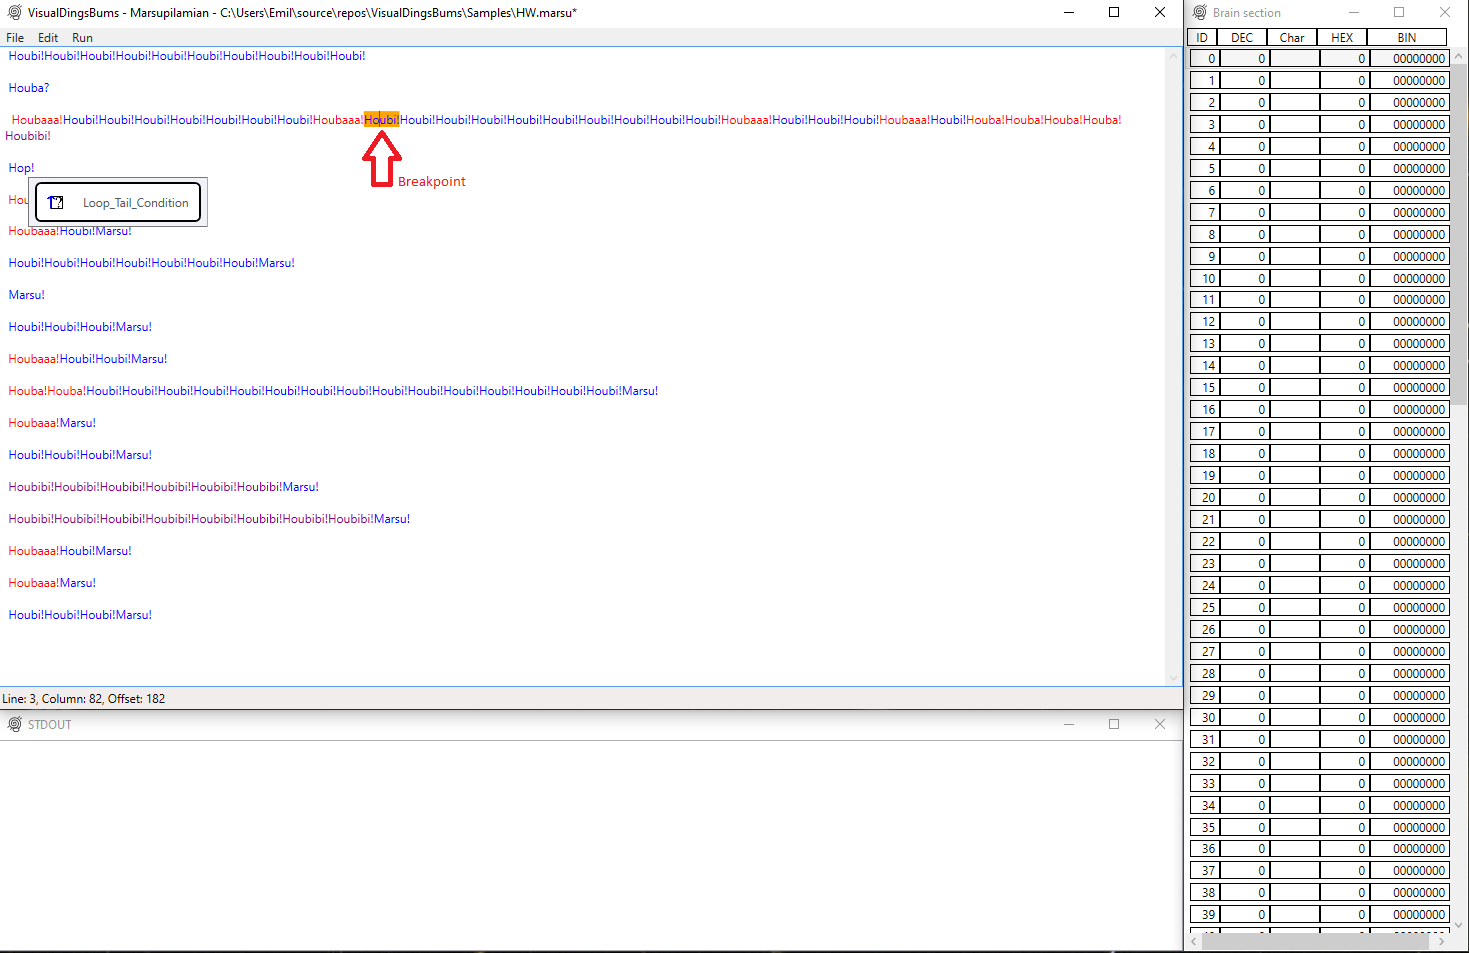 VisualDingsBums - Marsupilamian - C:\Users\Emil\source\repos\VisualDingsBums\Samples\HW.marsu*
File Edit Run
Houbi!Houbi!Houbi!Houbi!Houbi!Houbi!Houbi!Houbi!Houbi!Houbi!
Houba?
Houbaaa!Houbi!Houbi!Houbi!Houbi!Houbi!Houbi!Houbi!Houbaaa!Houbi!Houbi!Houbi!Houbi!Houbi!Houbi!Houbi!Houbi!Houbi!Houbi!Houbaaa!Houbi!Houbi!Houbi!Houbaaa!Houbi!Houba!Houba!Houba!Houba!
Houbibi!
Breakpoint
Hop!
Hou
Loop_Tail_Condition
Houbaaa!Houbi!Marsu!
Houbi!Houbi!Houbi!Houbi!Houbi!Houbi!Houbi!Marsu!
Marsu!
Houbi!Houbi!Houbi!Marsu!
Houbaaa!Houbi!Houbi!Marsu!
Houba!Houba!Houbi!Houbi!Houbi!Houbi!Houbi!Houbi!Houbi!Houbi!Houbi!Houbi!Houbi!Houbi!Houbi!Houbi!Houbi!Marsu!
Houbaaa!Marsu!
Houbi!Houbi!Houbi!Marsu!
Houbibi!Houbibi!Houbibi!Houbibi!Houbibi!Houbibi!Marsu!
Houbibi!Houbibi!Houbibi!Houbibi!Houbibi!Houbibi!Houbibi!Houbibi!Marsu!
Houbaaa!Houbi!Marsu!
Houbaaa!Marsu!
Houbi!Houbi!Houbi!Marsu!
Line: 3, Column: 82, Offset: 182
STDOUT
Brain section
ID DEC Char HEX BIN
0 0 0 00000000
1 0 0 00000000
2 0 0 00000000
3 0 0 00000000
4 0 0 00000000
5 0 0 00000000
6 0 0 00000000
7 0 0 00000000
8 0 0 00000000
9 0 0 00000000
10 0 0 00000000
11 0 0 00000000
12 0 0 00000000
13 0 0 00000000
14 0 0 00000000
15 0 0 00000000
16 0 0 00000000
17 0 0 00000000
18 0 0 00000000
19 0 0 00000000
20 0 0 00000000
21 0 0 00000000
22 0 0 00000000
23 0 0 00000000
24 0 0 00000000
25 0 0 00000000
26 0 0 00000000
27 0 0 00000000
28 0 0 00000000
29 0 0 00000000
30 0 0 00000000
31 0 0 00000000
32 0 0 00000000
33 0 0 00000000
34 0 0 00000000
35 0 0 00000000
36 0 0 00000000
37 0 0 00000000
38 0 0 00000000
39 0 0 00000000